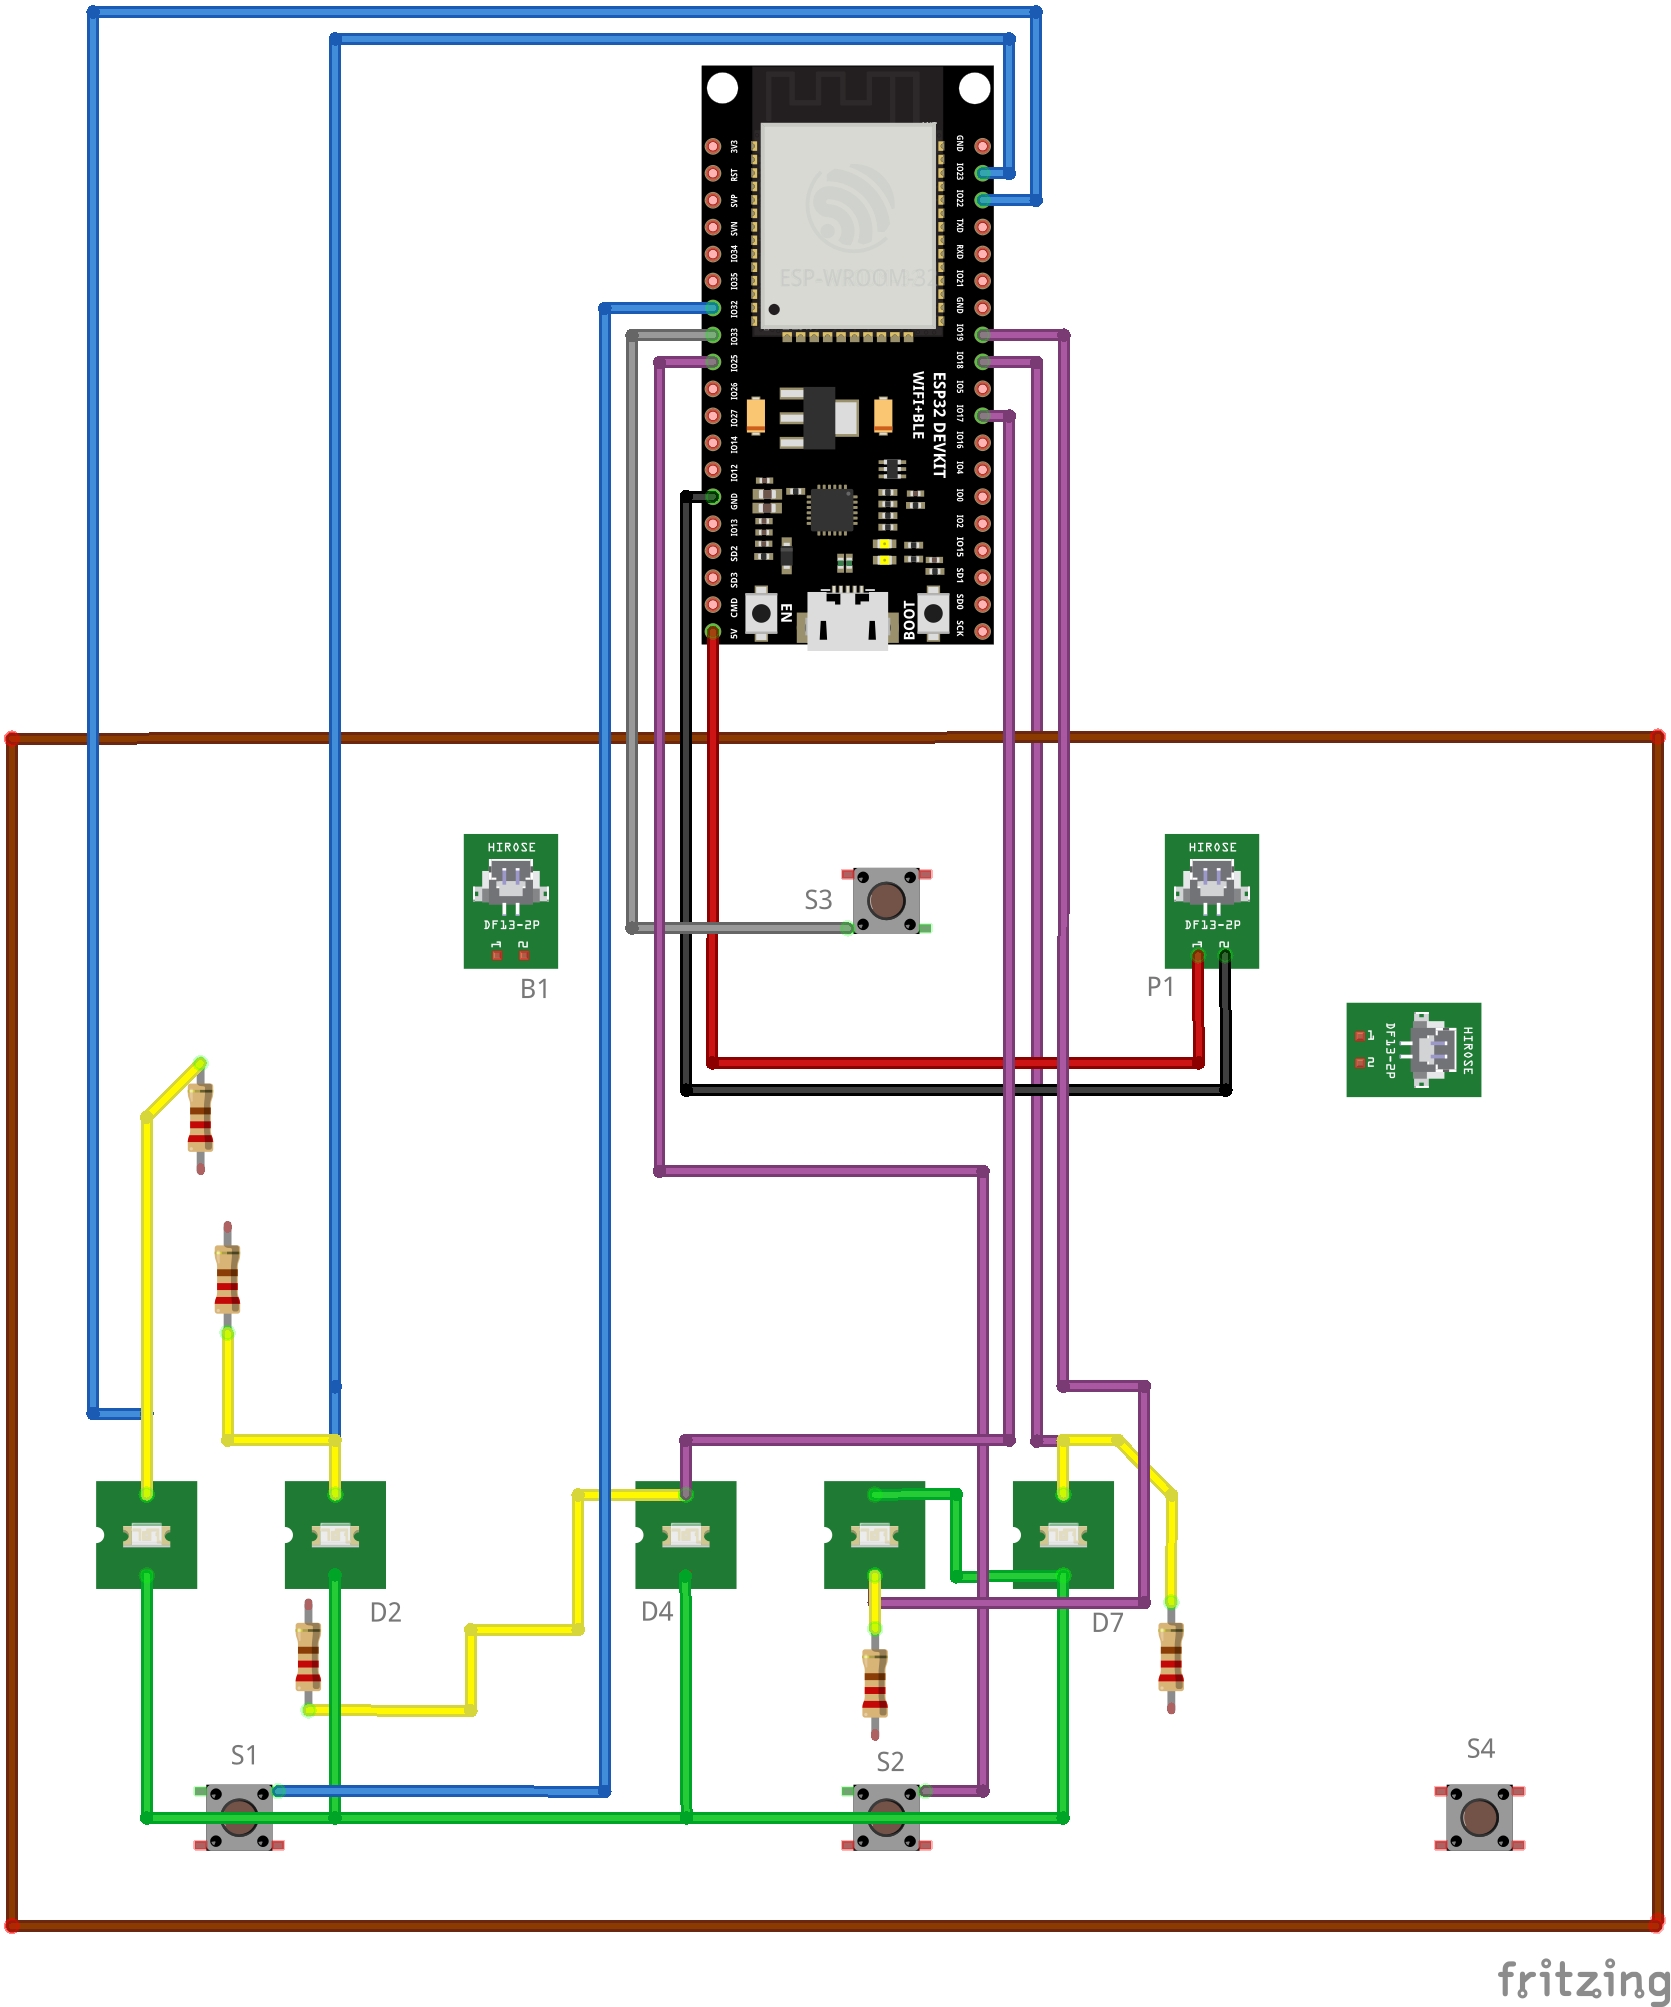 3V3
RST
SVP
SVN
IO34
IO35
IO32
IO33
IO25
IO26
IO27
IO14
IO12
GND
IO13
SD2
SD3
CMD
5V
ESP-WROOM-32
GND
IO23
IO22
TXD
RXD
IO21
GND
IO19
IO18
IO5
IO17
IO16
IO4
IO0
IO2
IO15
SD1
SD0
SCK
ESP32 DEVKIT
WIFI+BLE
EN
BOOT
HIROSE
DF13-2P
1 2
B1
S3
HIROSE
DF13-2P
1 2
P1
HIROSE
DF13-2P
1 2
D2
D4
D7
S1
S2
S4
fritzing